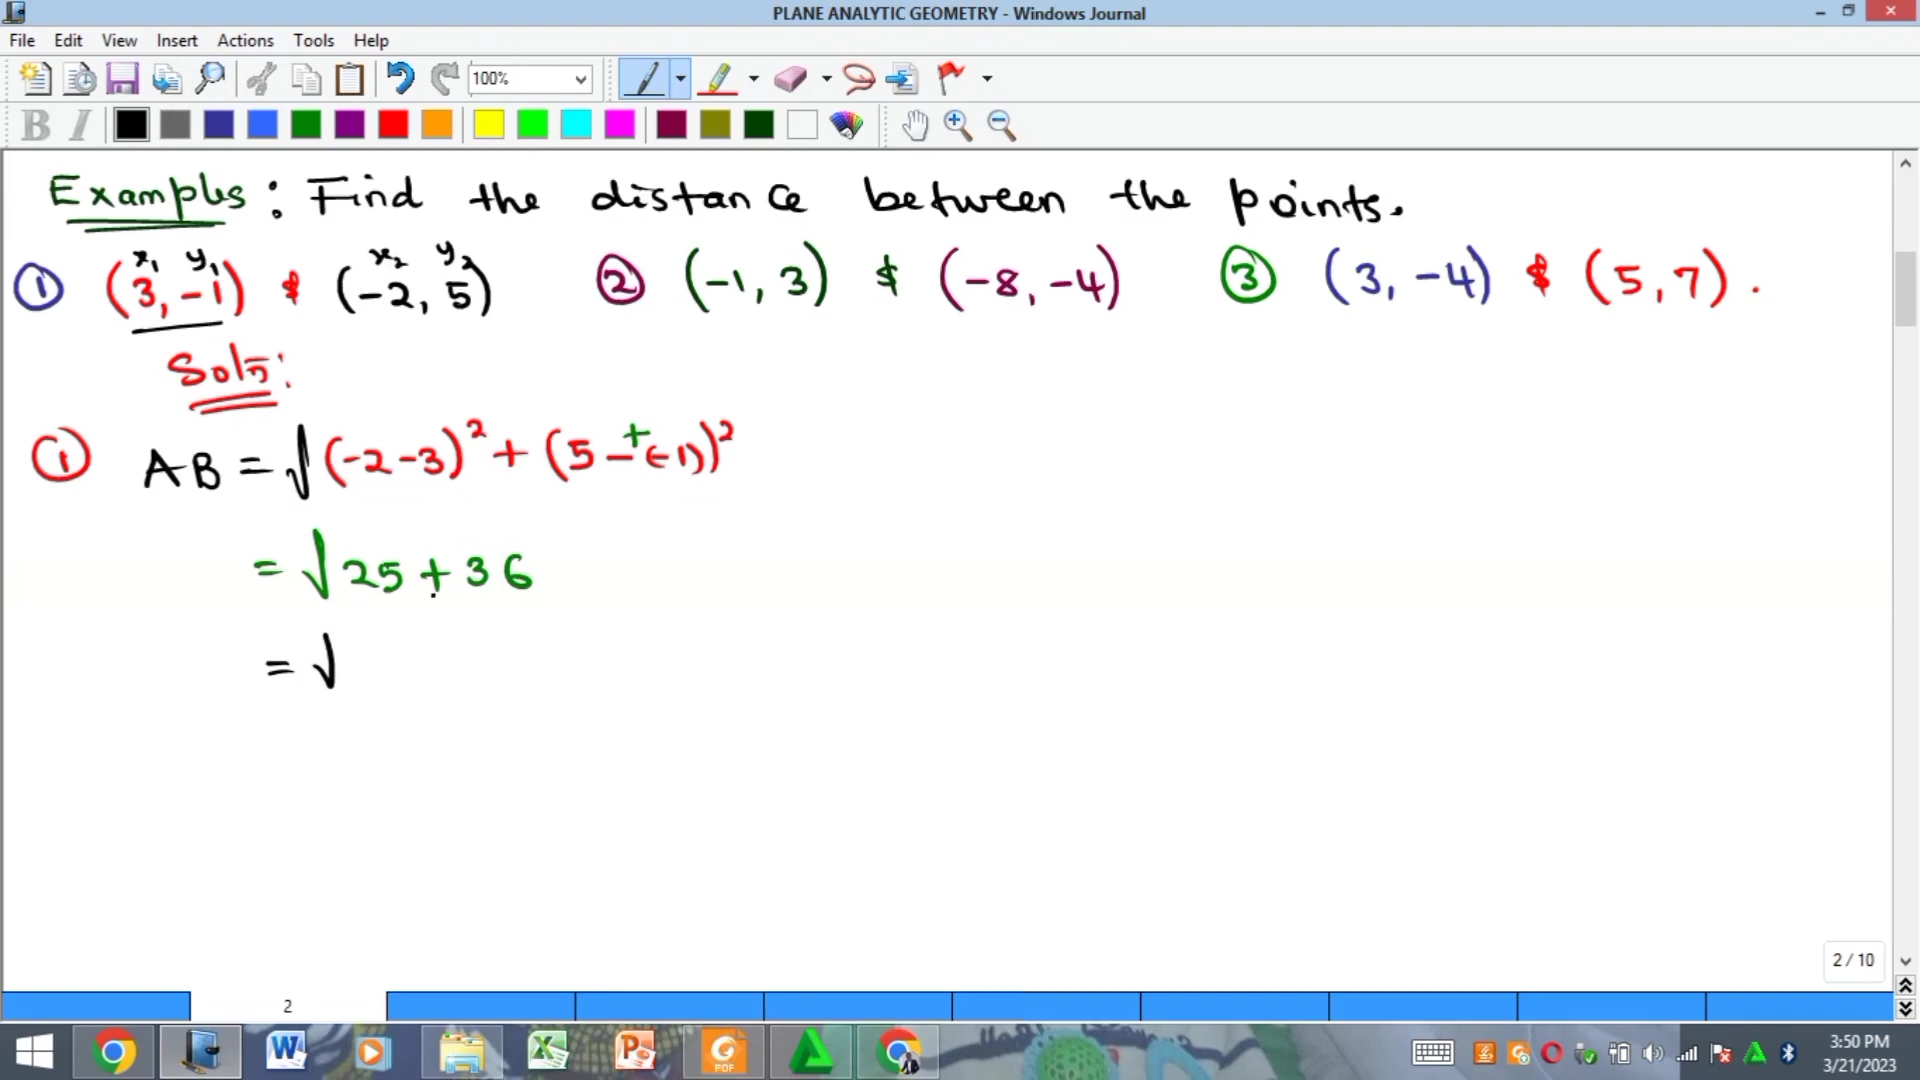 PLANE ANALYTIC GEOMETRY - Windows Journal
File Edit View Insert Actions Tools Help
100%
B I
Examples : Find the distance between the points.
x₁ y₁ x₂ y₂
① (3, -1) & (-2, 5) ② (-1, 3) & (-8, -4) ③ (3, -4) & (5, 7) .
Soln:
① AB = √(-2-3)² + (5 - (-1))²
+
= √25 + 36
= √
2 / 10
2
W X P PDF
3:50 PM
3/21/2023